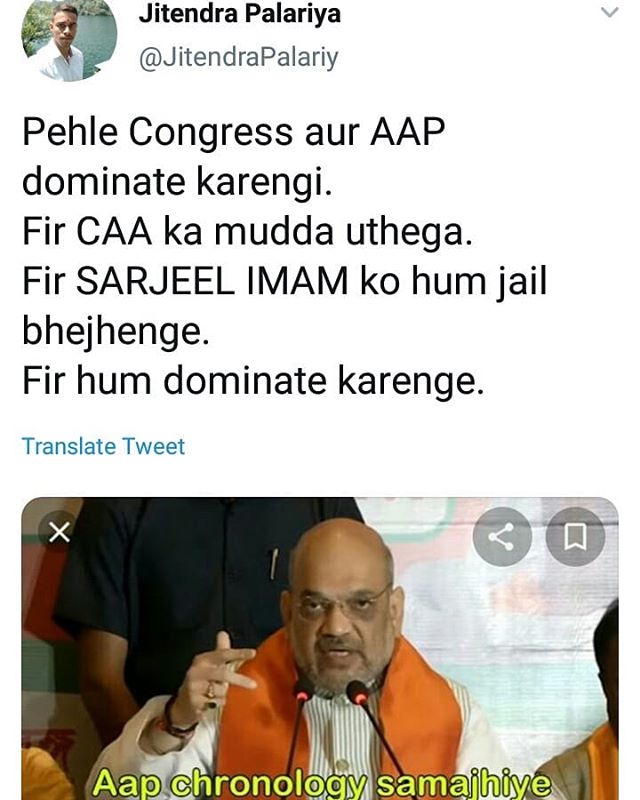 Jitendra Palariya
@JitendraPalariy
Pehle Congress aur AAP
dominate karengi.
Fir CAA ka mudda uthega.
Fir SARJEEL IMAM ko hum jail
bhejhenge.
Fir hum dominate karenge.
Translate Tweet
Aap chronology samajhiye